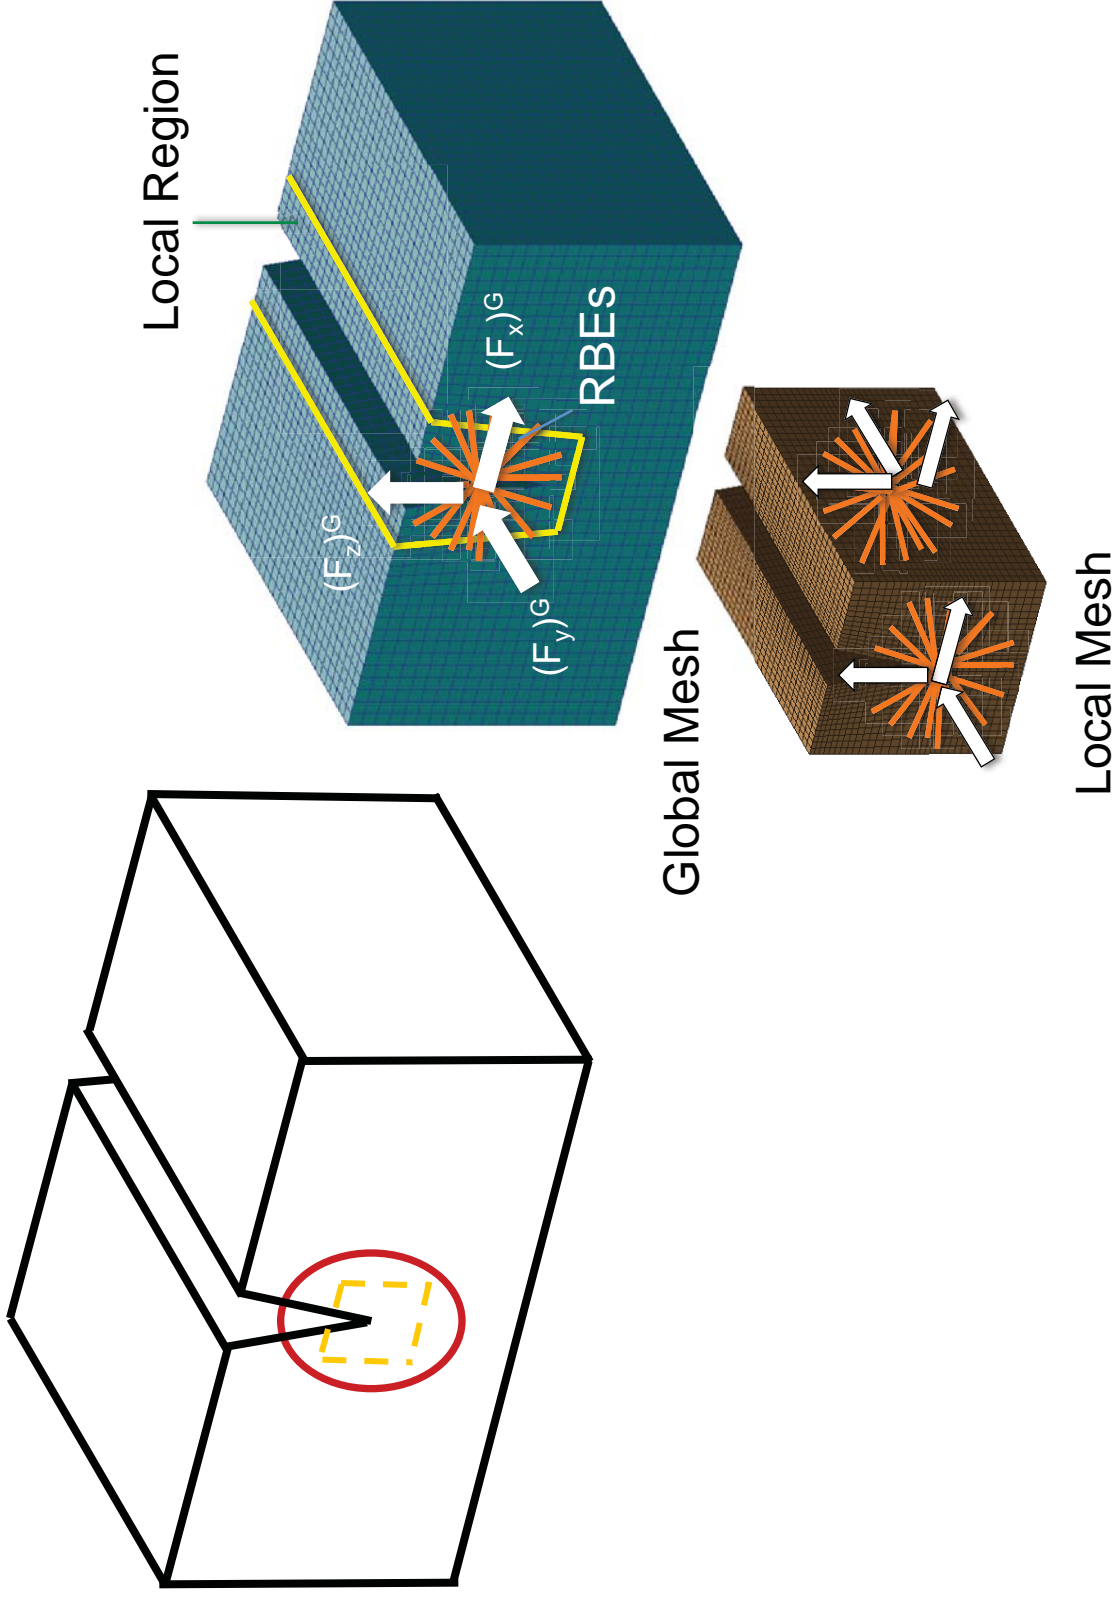 Local Region
(Fz)G
(Fx)G
(Fy)G
RBEs
Global Mesh
Local Mesh